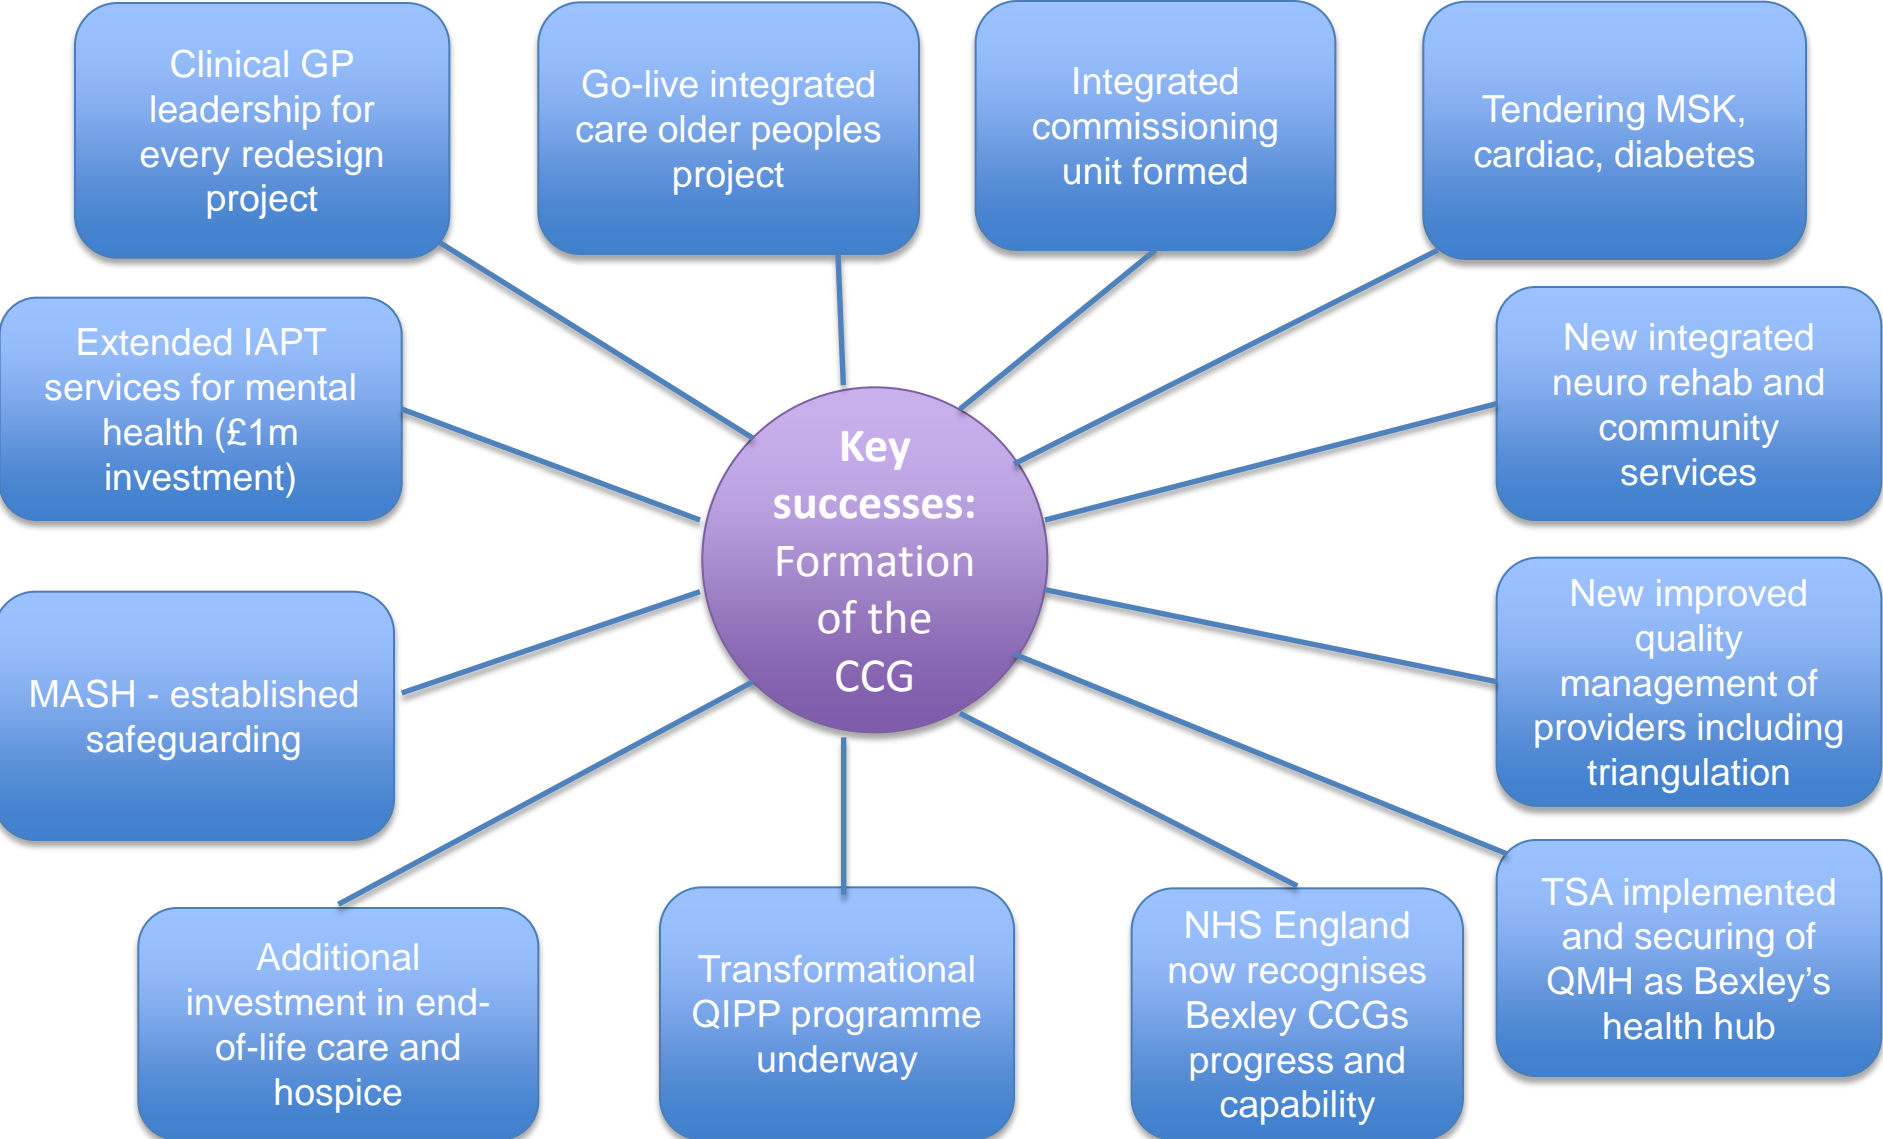 Clinical GP
leadership for
every redesign
project
Go-live integrated
care older peoples
project
Integrated
commissioning
unit formed
Tendering MSK,
cardiac, diabetes
Extended IAPT
services for mental
health (£1m
investment)
New integrated
neuro rehab and
community
services
Key
successes:
Formation
of the
CCG
MASH - established
safeguarding
New improved
quality
management of
providers including
triangulation
Additional
investment in end-
of-life care and
hospice
Transformational
QIPP programme
underway
NHS England
now recognises
Bexley CCGs
progress and
capability
TSA implemented
and securing of
QMH as Bexley’s
health hub